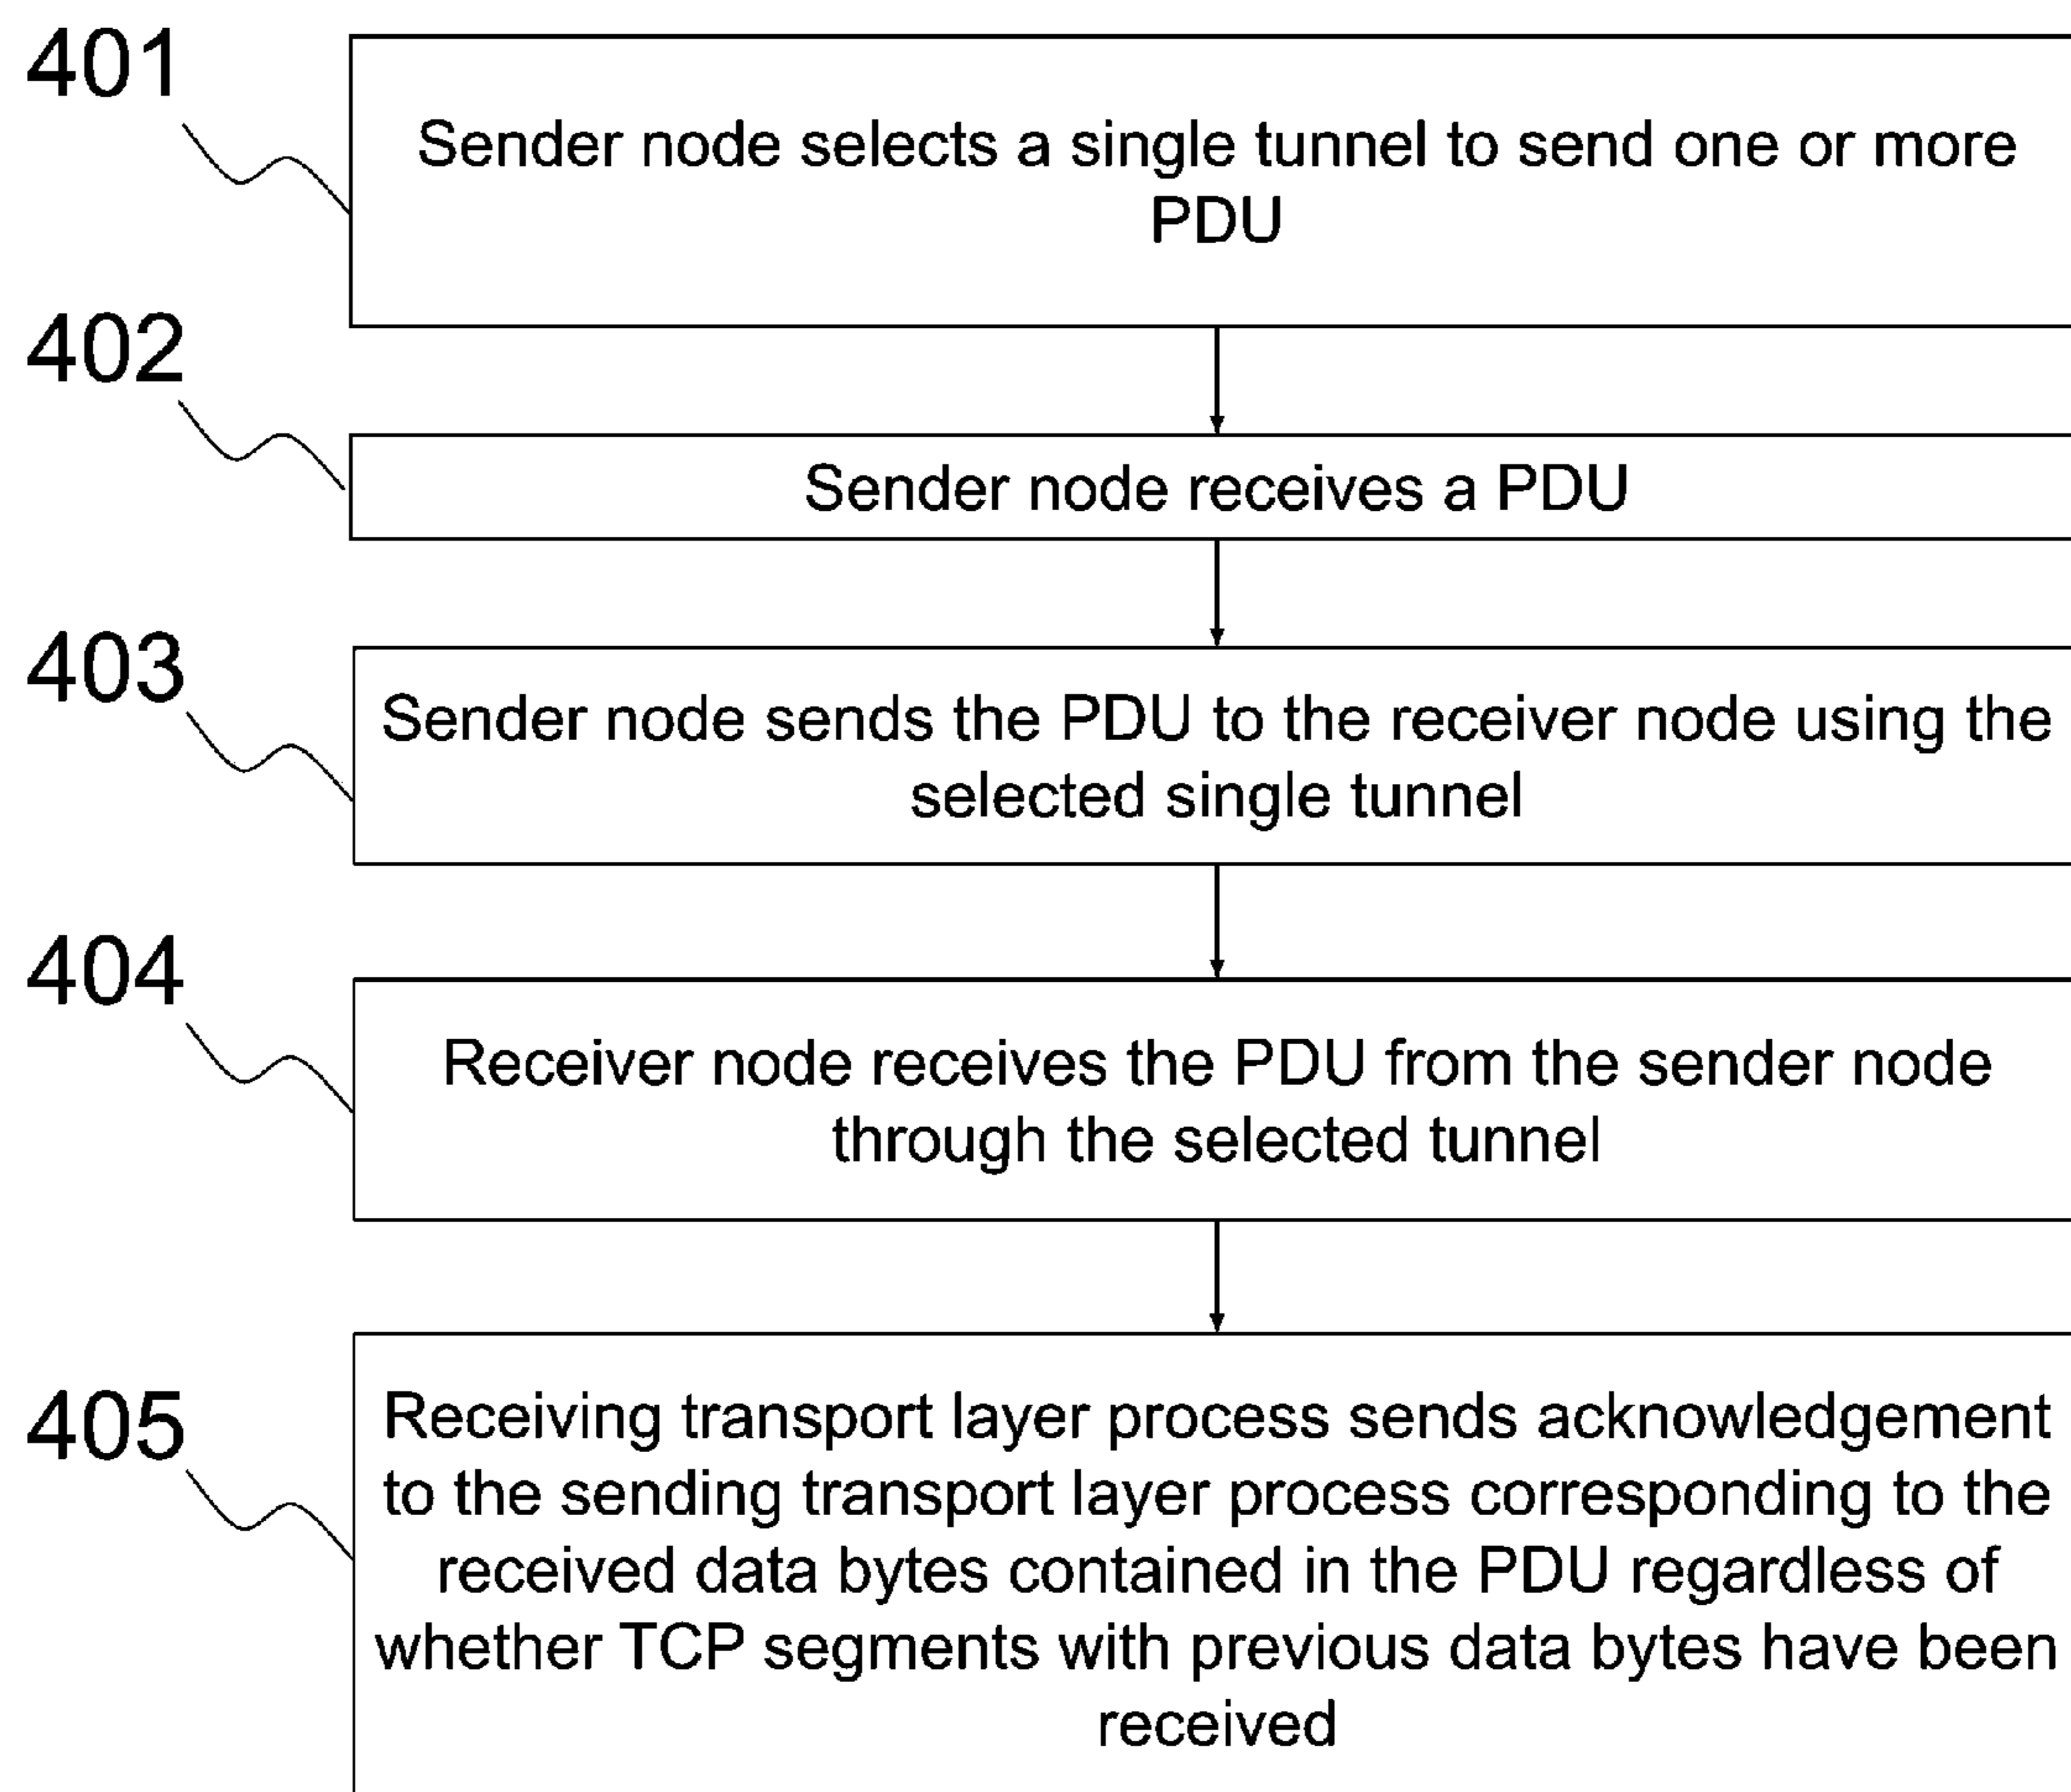 401
Sender node selects a single tunnel to send one or more
PDU
402
Sender node receives a PDU
403
Sender node sends the PDU to the receiver node using the
selected single tunnel
404
Receiver node receives the PDU from the sender node
through the selected tunnel
405
Receiving transport layer process sends acknowledgement
to the sending transport layer process corresponding to the
received data bytes contained in the PDU regardless of
whether TCP segments with previous data bytes have been
received